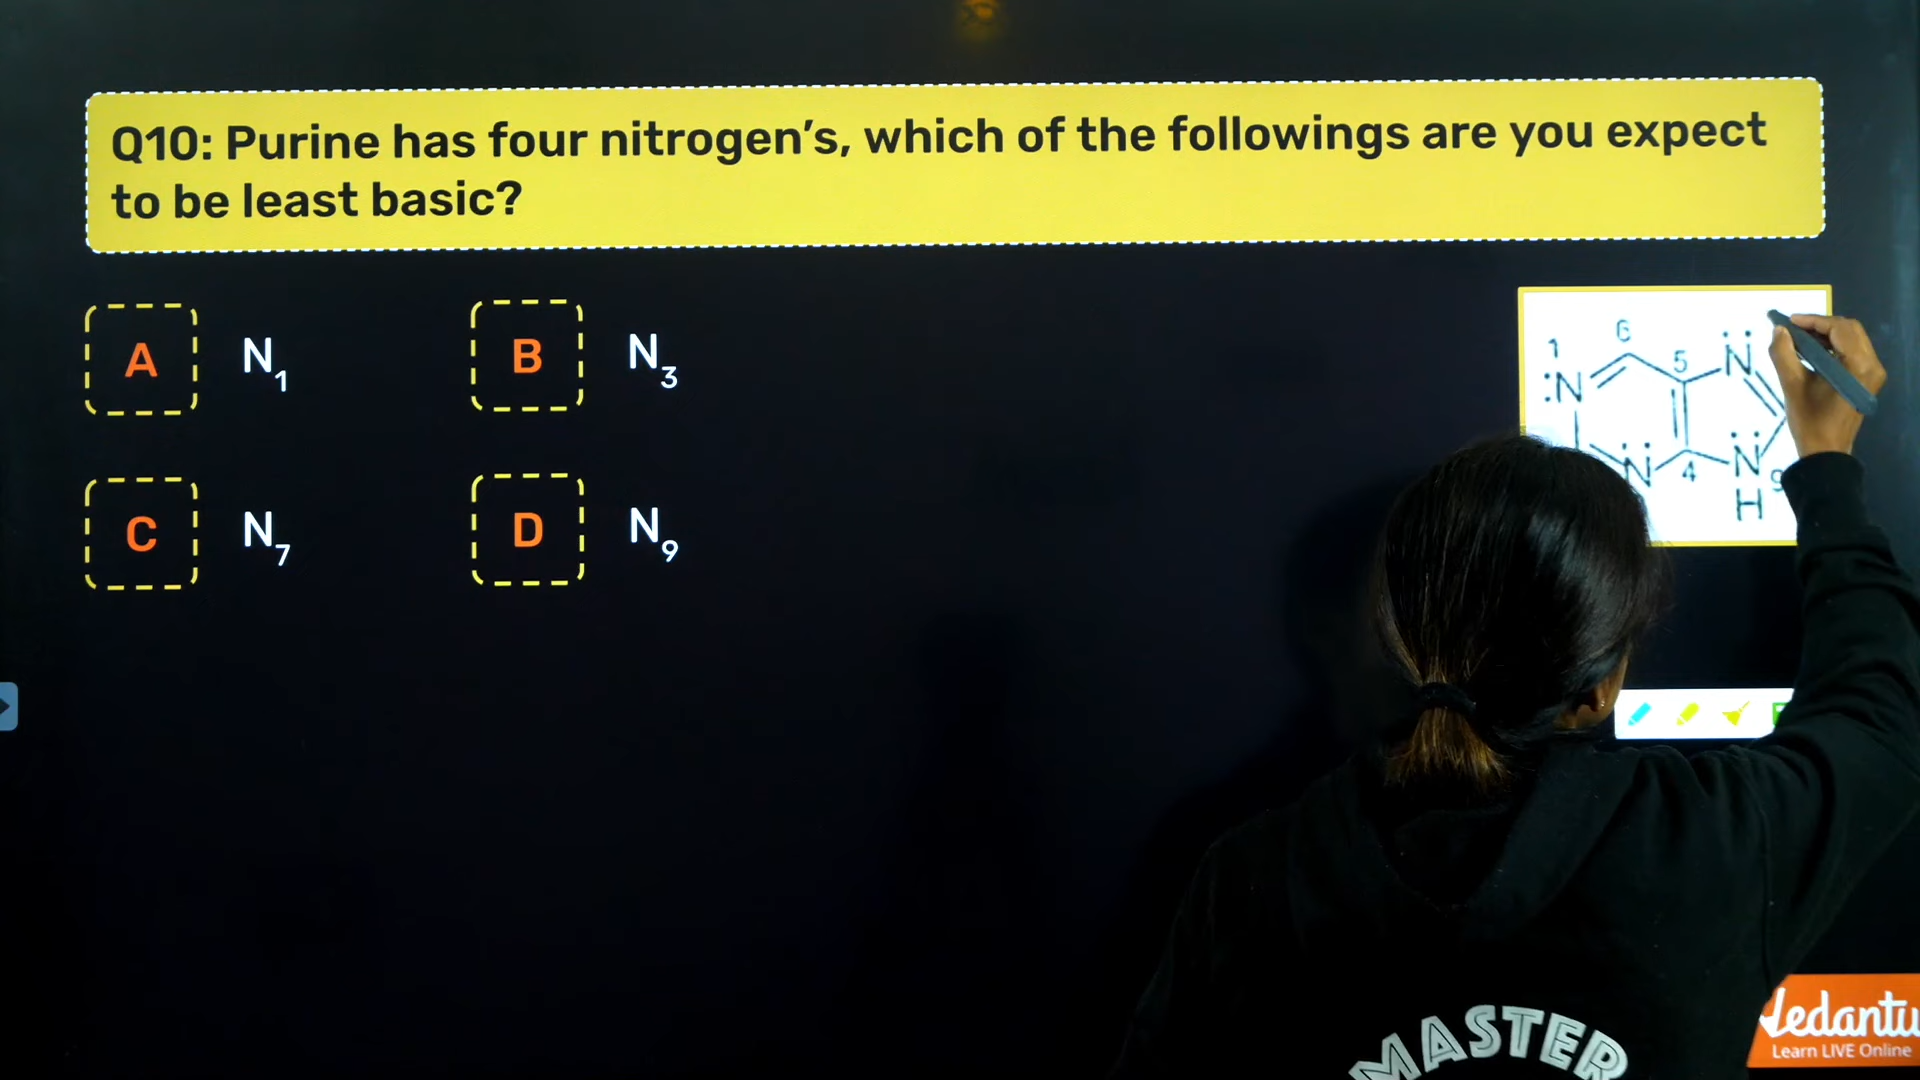 Q10: Purine has four nitrogen's, which of the followings are you expect
to be least basic?
A N₁
B N₃
C N₇
D N₉
6
1
5
:N
N
N
4
N
9
H
MASTER
Vedantu
Learn LIVE Online